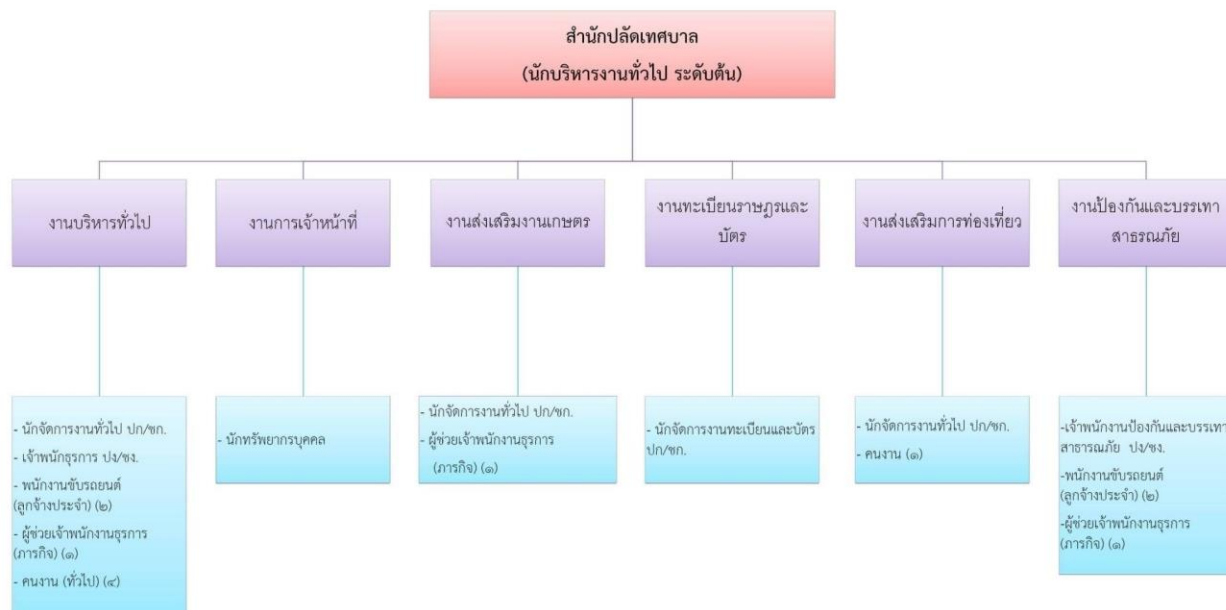 สำนักปลัดเทศบาล
(นักบริหารงานทั่วไป ระดับต้น)
งานบริหารทั่วไป
งานการเจ้าหน้าที่
งานส่งเสริมงานเกษตร
งานทะเบียนราษฎรและ
บัตร
งานส่งเสริมการท่องเที่ยว
งานป้องกันและบรรเทา
สาธรณภัย
- นักจัดการงานทั่วไป ปก/ชก.
- เจ้าพนักธุรการ ปง/ชง.
- พนักงานขับรถยนต์
(ลูกจ้างประจำ) (๒)
- ผู้ช่วยเจ้าพนักงานธุรการ
(ภารกิจ) (๑)
- คนงาน (ทั่วไป) (๔)
- นักทรัพยากรบุคคล
- นักจัดการงานทั่วไป ปก/ชก.
- ผู้ช่วยเจ้าพนักงานธุรการ
(ภารกิจ) (๑)
- นักจัดการงานทะเบียนและบัตร
ปก/ชก.
- นักจัดการงานทั่วไป ปก/ชก.
- คนงาน (๑)
-เจ้าพนักงานป้องกันและบรรเทา
สาธารณภัย ปง/ชง.
-พนักงานขับรถยนต์
(ลูกจ้างประจำ) (๒)
-ผู้ช่วยเจ้าพนักงานธุรการ
(ภารกิจ) (๑)